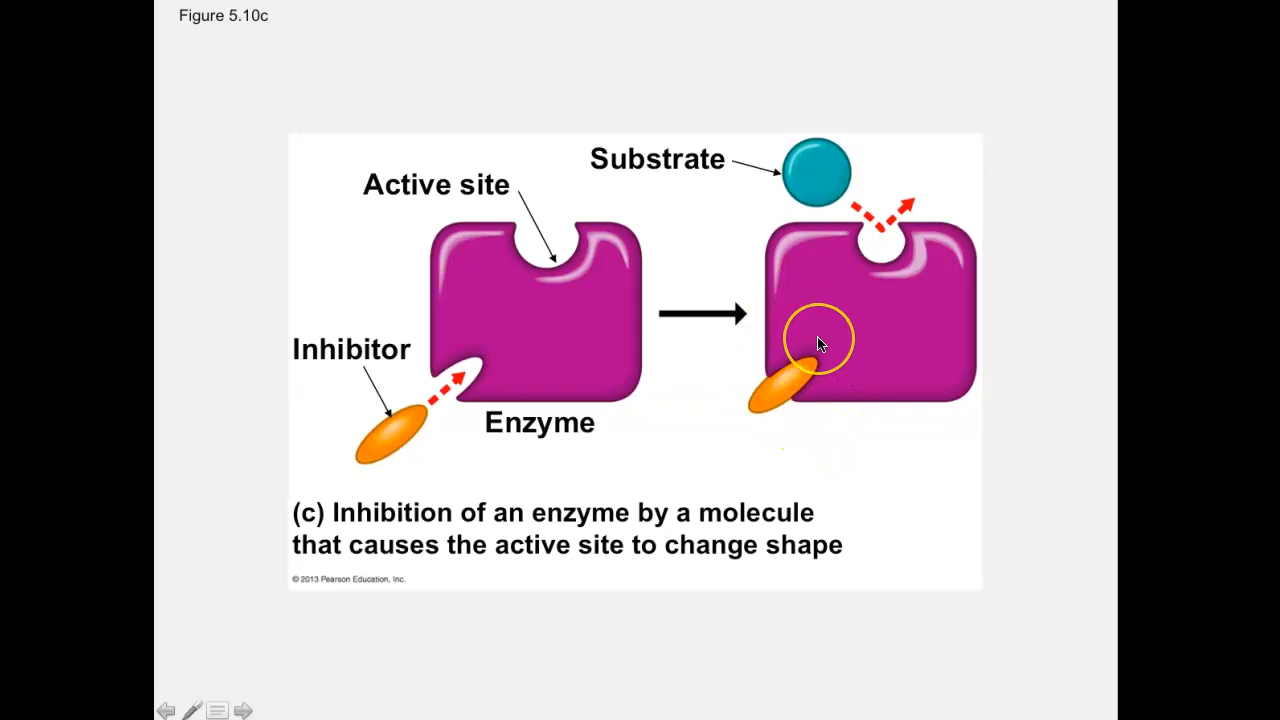 Figure 5.10c
Substrate
Active site
Inhibitor
Enzyme
(c) Inhibition of an enzyme by a molecule
that causes the active site to change shape
© 2013 Pearson Education, Inc.